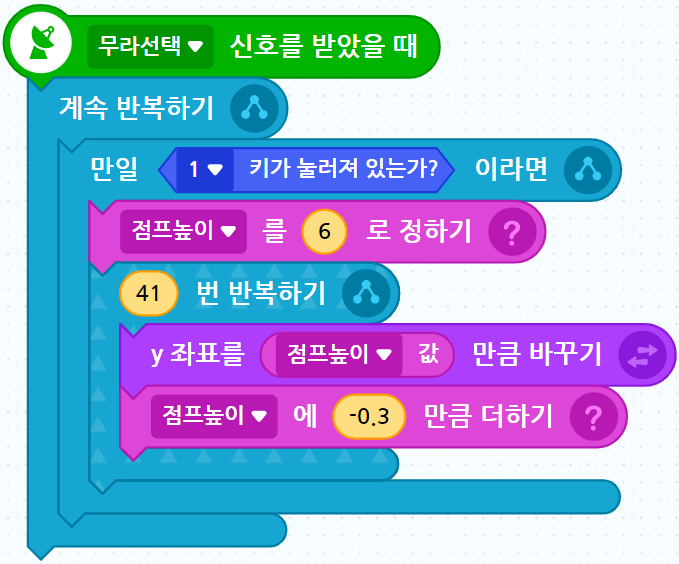 무라선택 신호를 받았을 때
계속 반복하기
만일 1 키가 눌러져 있는가? 이라면
점프높이 를 6 로 정하기 ?
41 번 반복하기
y 좌표를 점프높이 값 만큼 바꾸기
점프높이 에 -0.3 만큼 더하기 ?